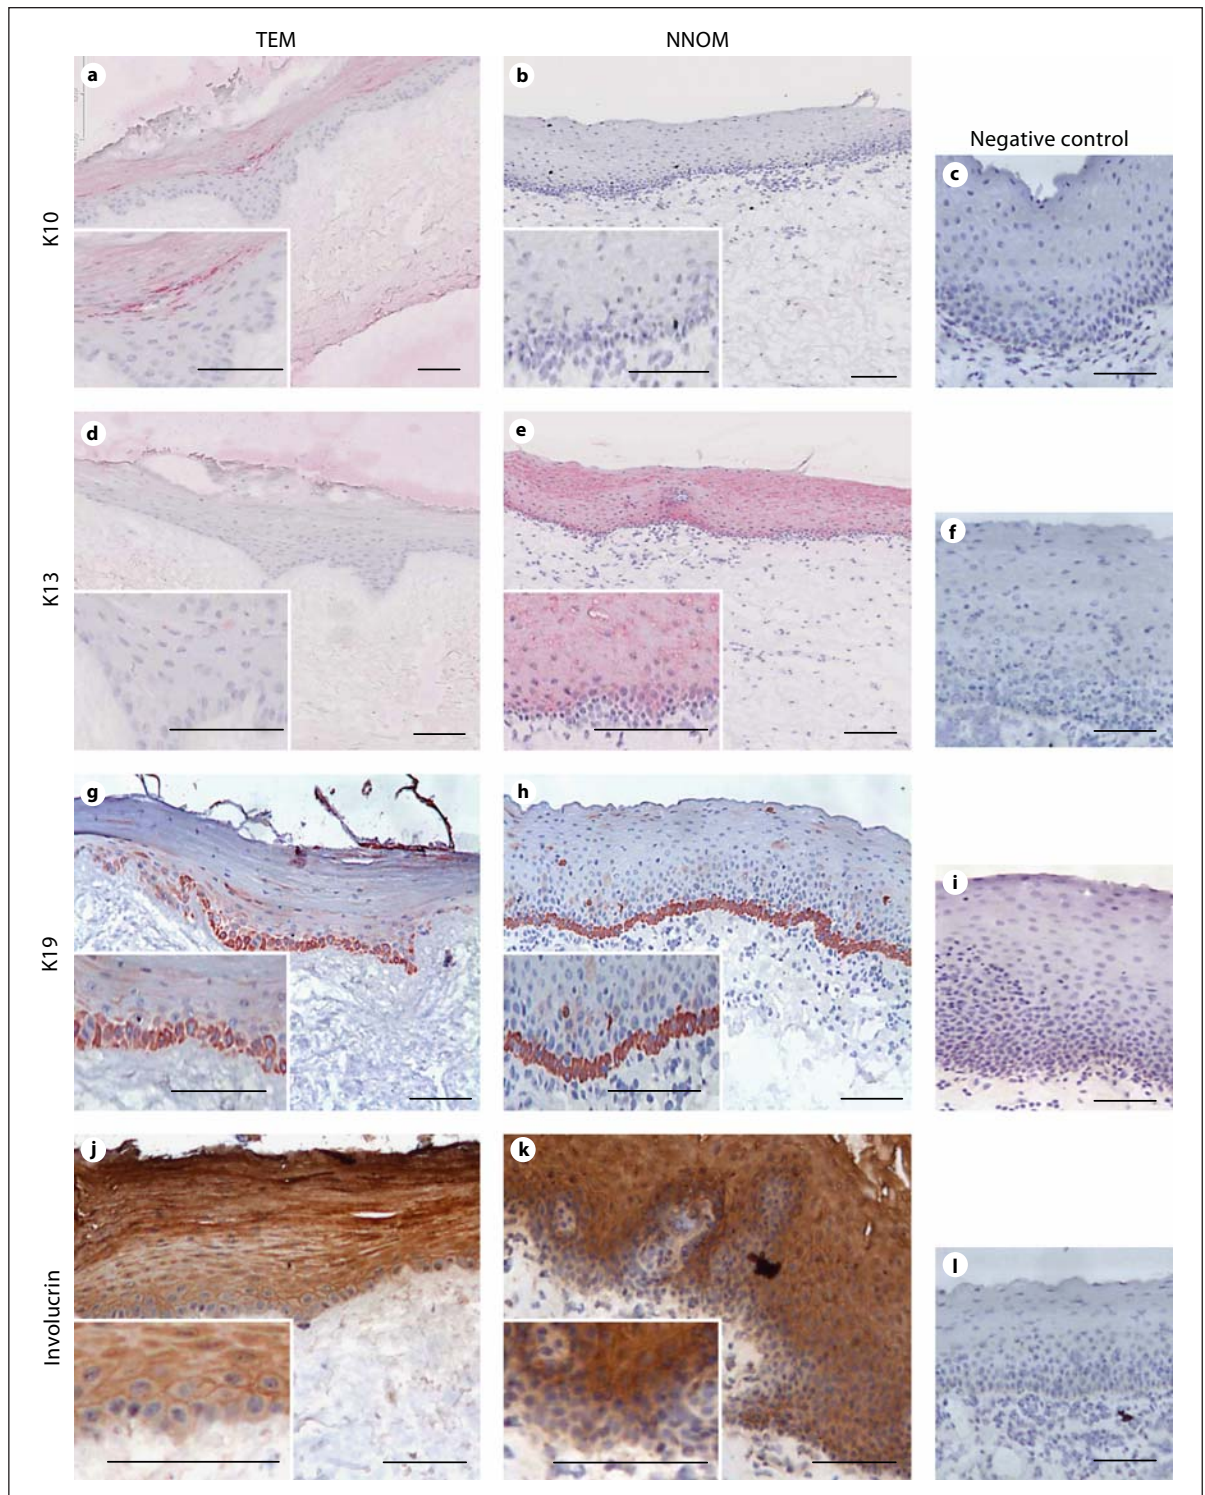 TEM NNOM
a b
Negative control
c
K10
d e
f
K13
g h
i
K19
j k
l
Involucrin